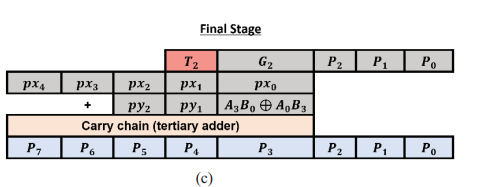 Final Stage
T₂ G₂ P₂ P₁ P₀
px₄ px₃ px₂ px₁ px₀
+ py₂ py₁ A₃B₀ ⊕ A₀B₃
Carry chain (tertiary adder)
P₇ P₆ P₅ P₄ P₃ P₂ P₁ P₀
(c)